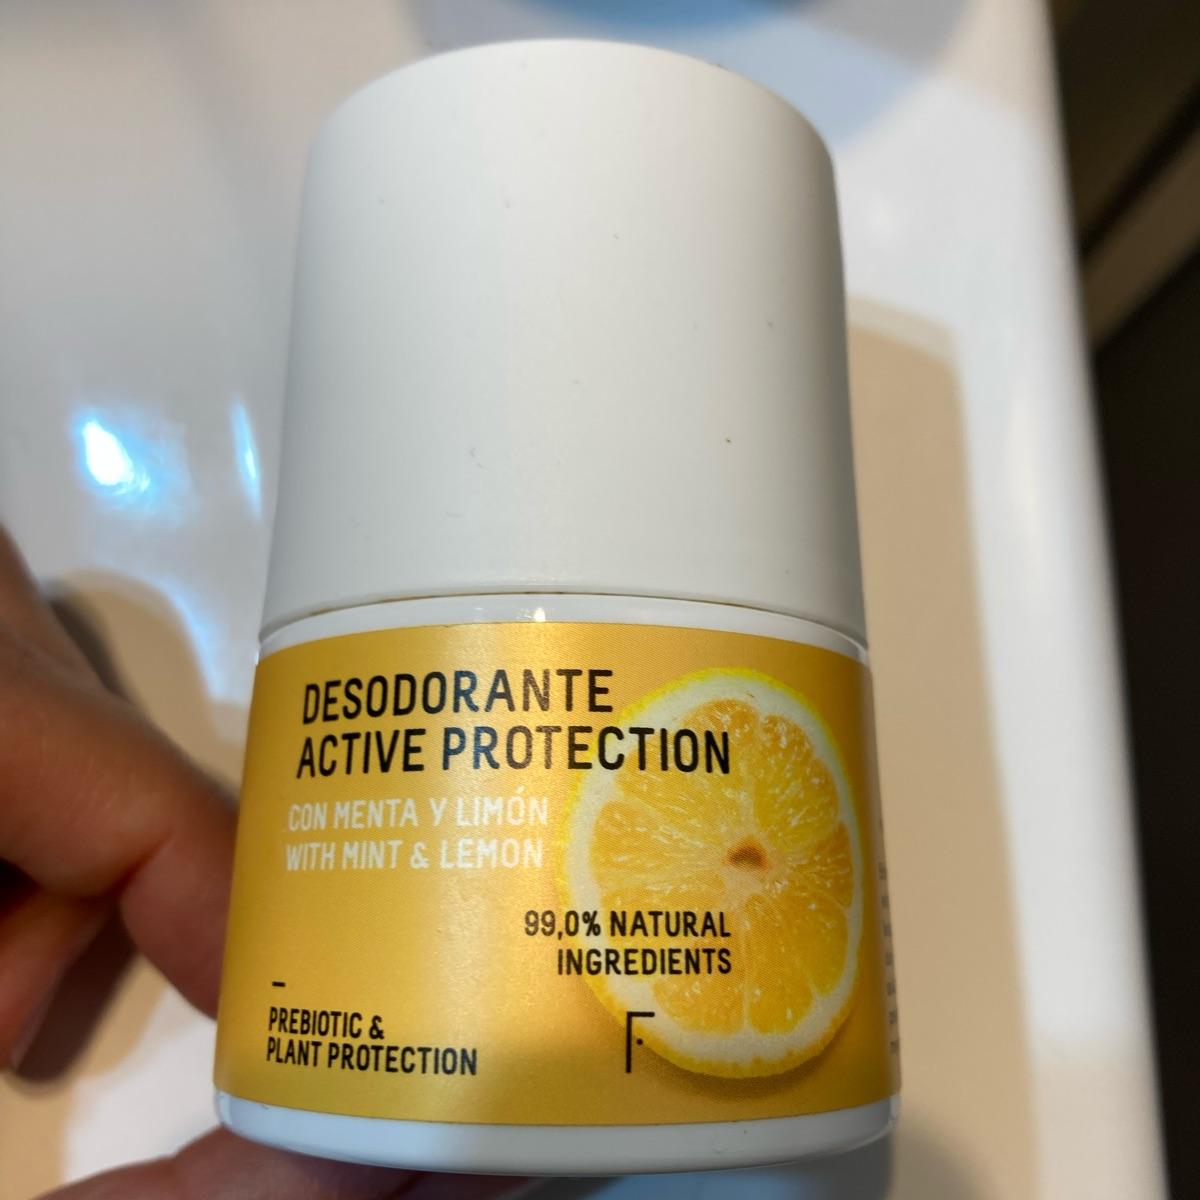 DESODORANTE
ACTIVE PROTECTION
CON MENTA Y LIMÓN
WITH MINT & LEMON
99,0% NATURAL
INGREDIENTS
PREBIOTIC &
PLANT PROTECTION
F